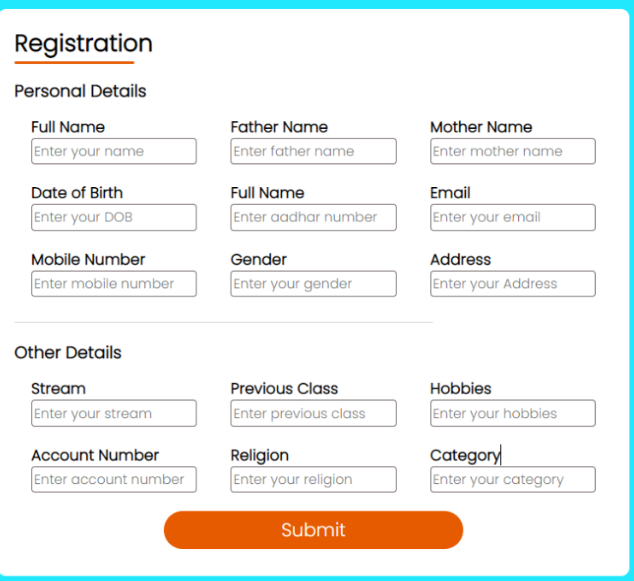 Registration
Personal Details
Full Name Father Name Mother Name
Enter your name Enter father name Enter mother name
Date of Birth Full Name Email
Enter your DOB Enter aadhar number Enter your email
Mobile Number Gender Address
Enter mobile number Enter your gender Enter your Address
Other Details
Stream Previous Class Hobbies
Enter your stream Enter previous class Enter your hobbies
Account Number Religion Category
Enter account number Enter your religion Enter your category
Submit